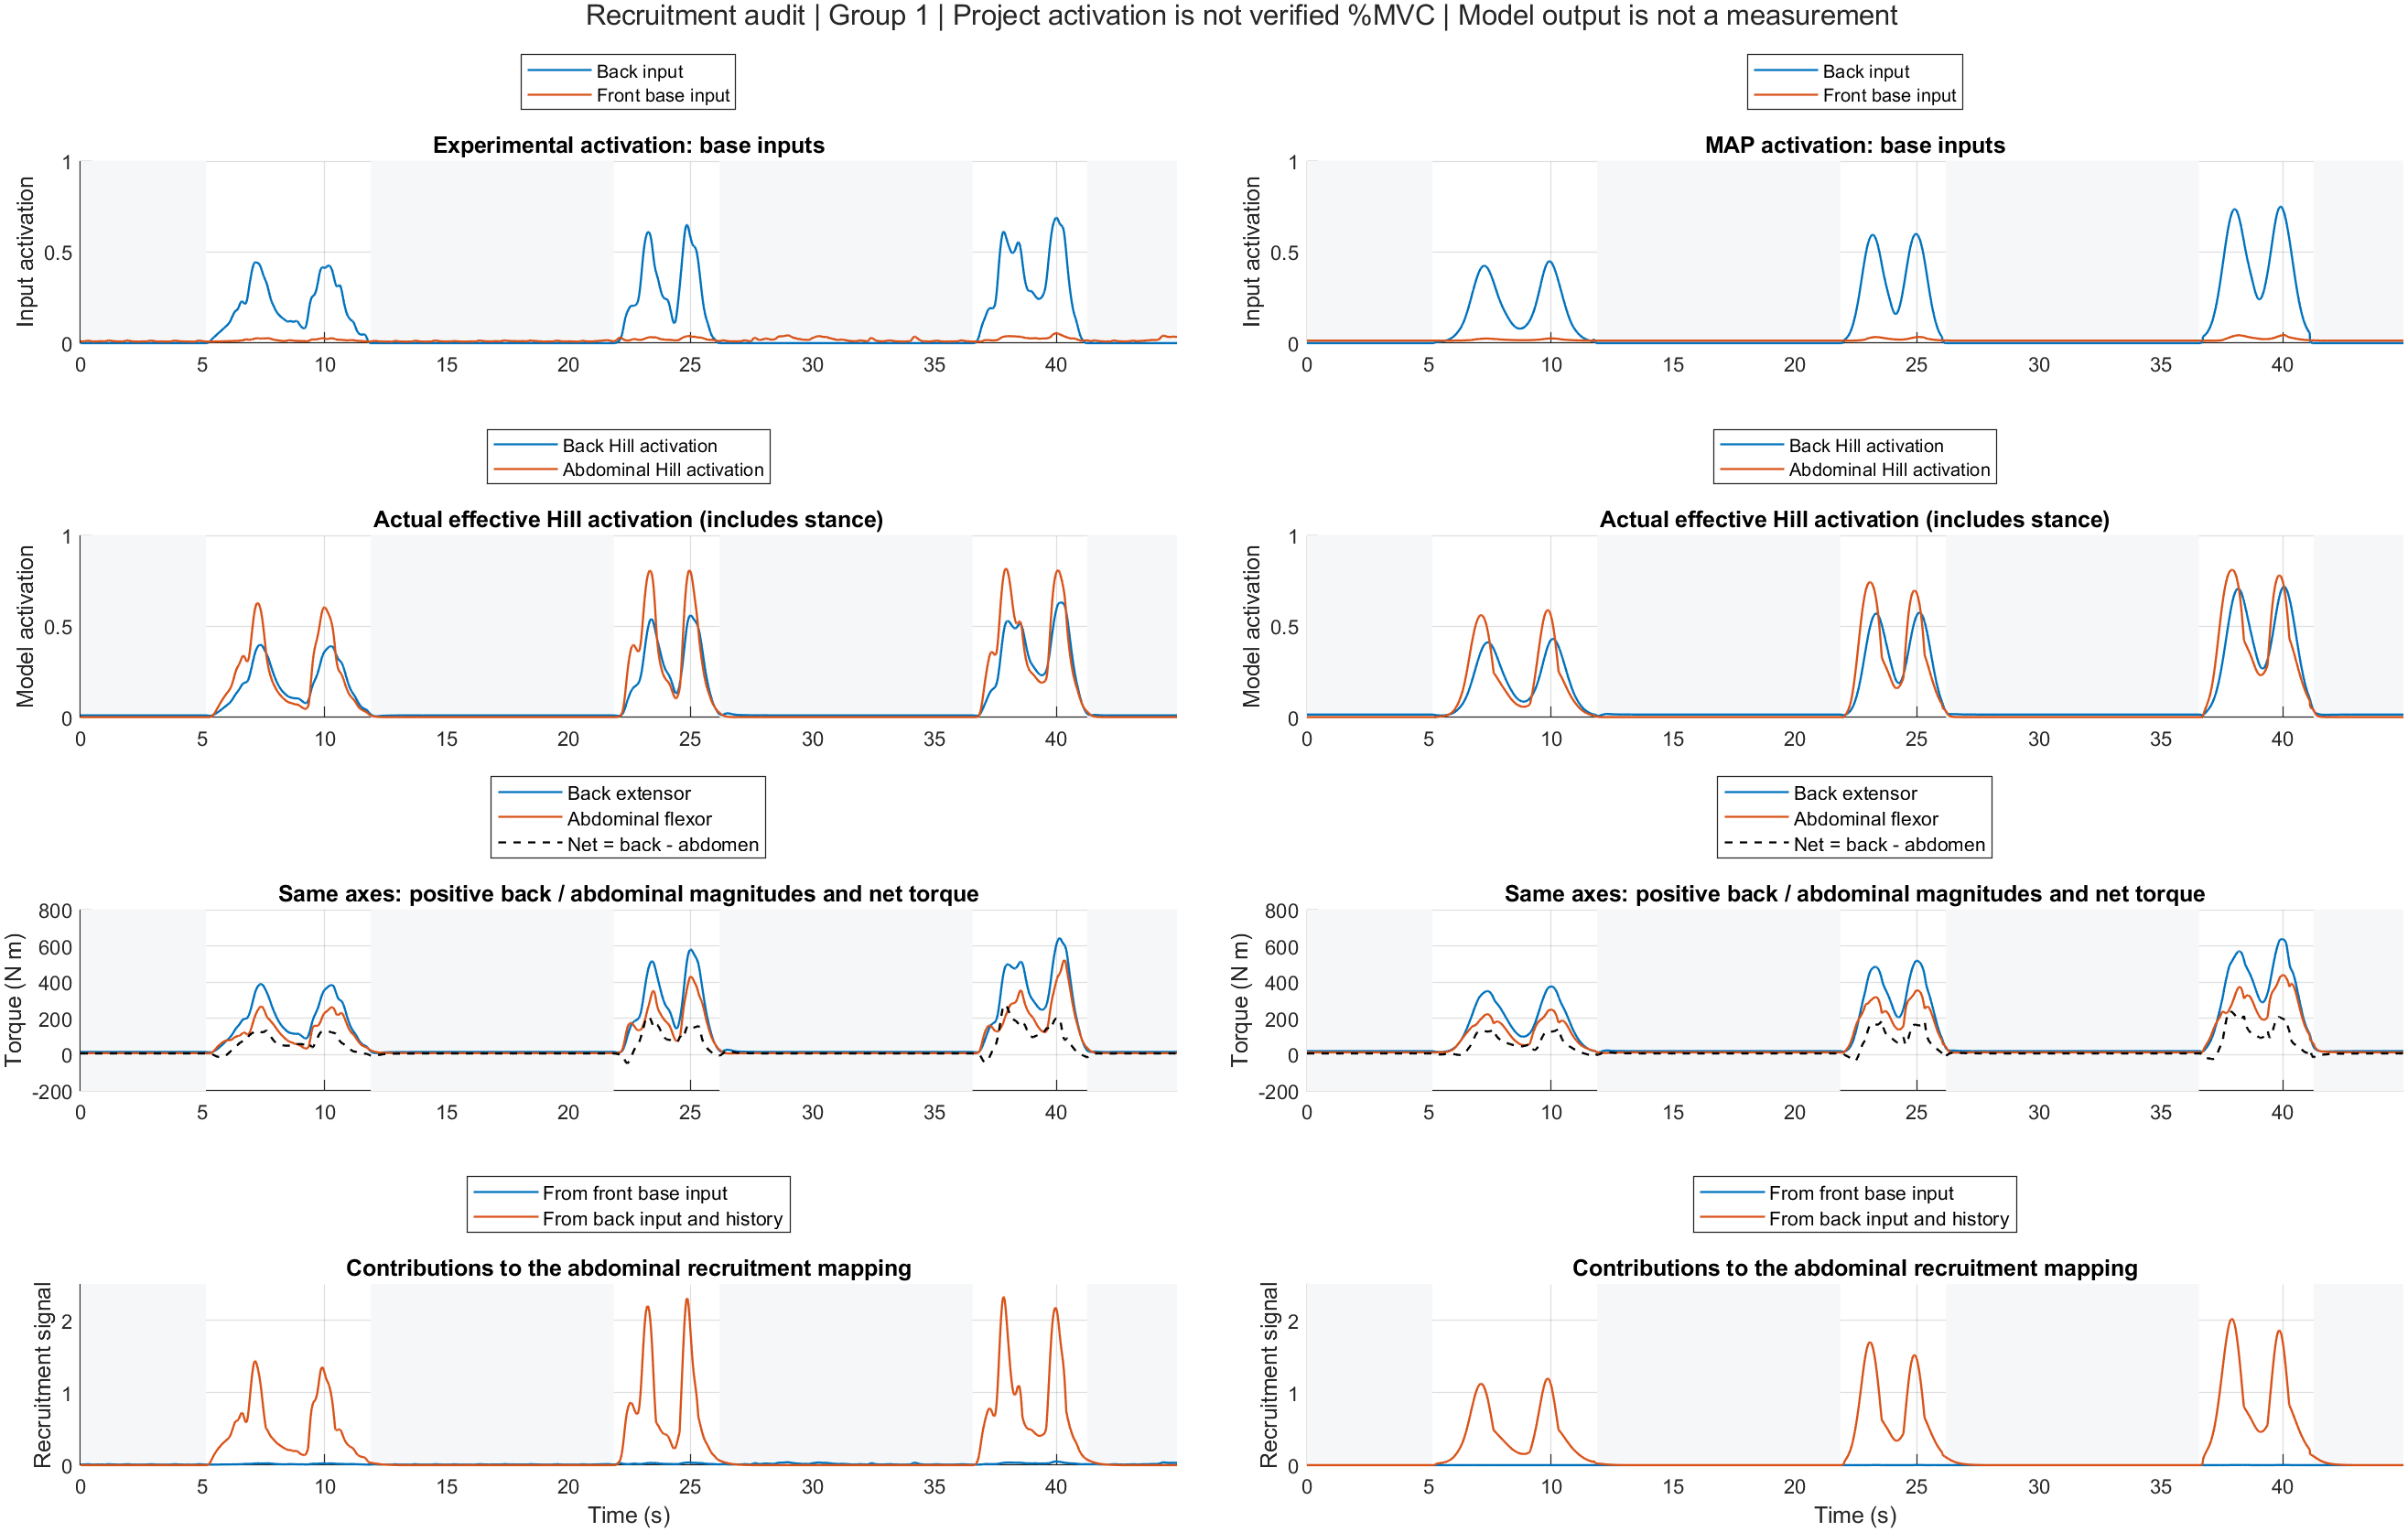 Recruitment audit | Group 1 | Project activation is not verified %MVC | Model output is not a measurement
Back input
Front base input
Experimental activation: base inputs
Input activation
1
0.5
0
0 5 10 15 20 25 30 35 40
Back input
Front base input
MAP activation: base inputs
Input activation
1
0.5
0
0 5 10 15 20 25 30 35 40
Back Hill activation
Abdominal Hill activation
Actual effective Hill activation (includes stance)
Model activation
1
0.5
0
0 5 10 15 20 25 30 35 40
Back Hill activation
Abdominal Hill activation
Actual effective Hill activation (includes stance)
Model activation
1
0.5
0
0 5 10 15 20 25 30 35 40
Back extensor
Abdominal flexor
Net = back - abdomen
Same axes: positive back / abdominal magnitudes and net torque
Torque (N m)
800
600
400
200
0
-200
0 5 10 15 20 25 30 35 40
Back extensor
Abdominal flexor
Net = back - abdomen
Same axes: positive back / abdominal magnitudes and net torque
Torque (N m)
800
600
400
200
0
-200
0 5 10 15 20 25 30 35 40
From front base input
From back input and history
Contributions to the abdominal recruitment mapping
Recruitment signal
2
1
0
0 5 10 15 20 25 30 35 40
Time (s)
From front base input
From back input and history
Contributions to the abdominal recruitment mapping
Recruitment signal
2
1
0
0 5 10 15 20 25 30 35 40
Time (s)